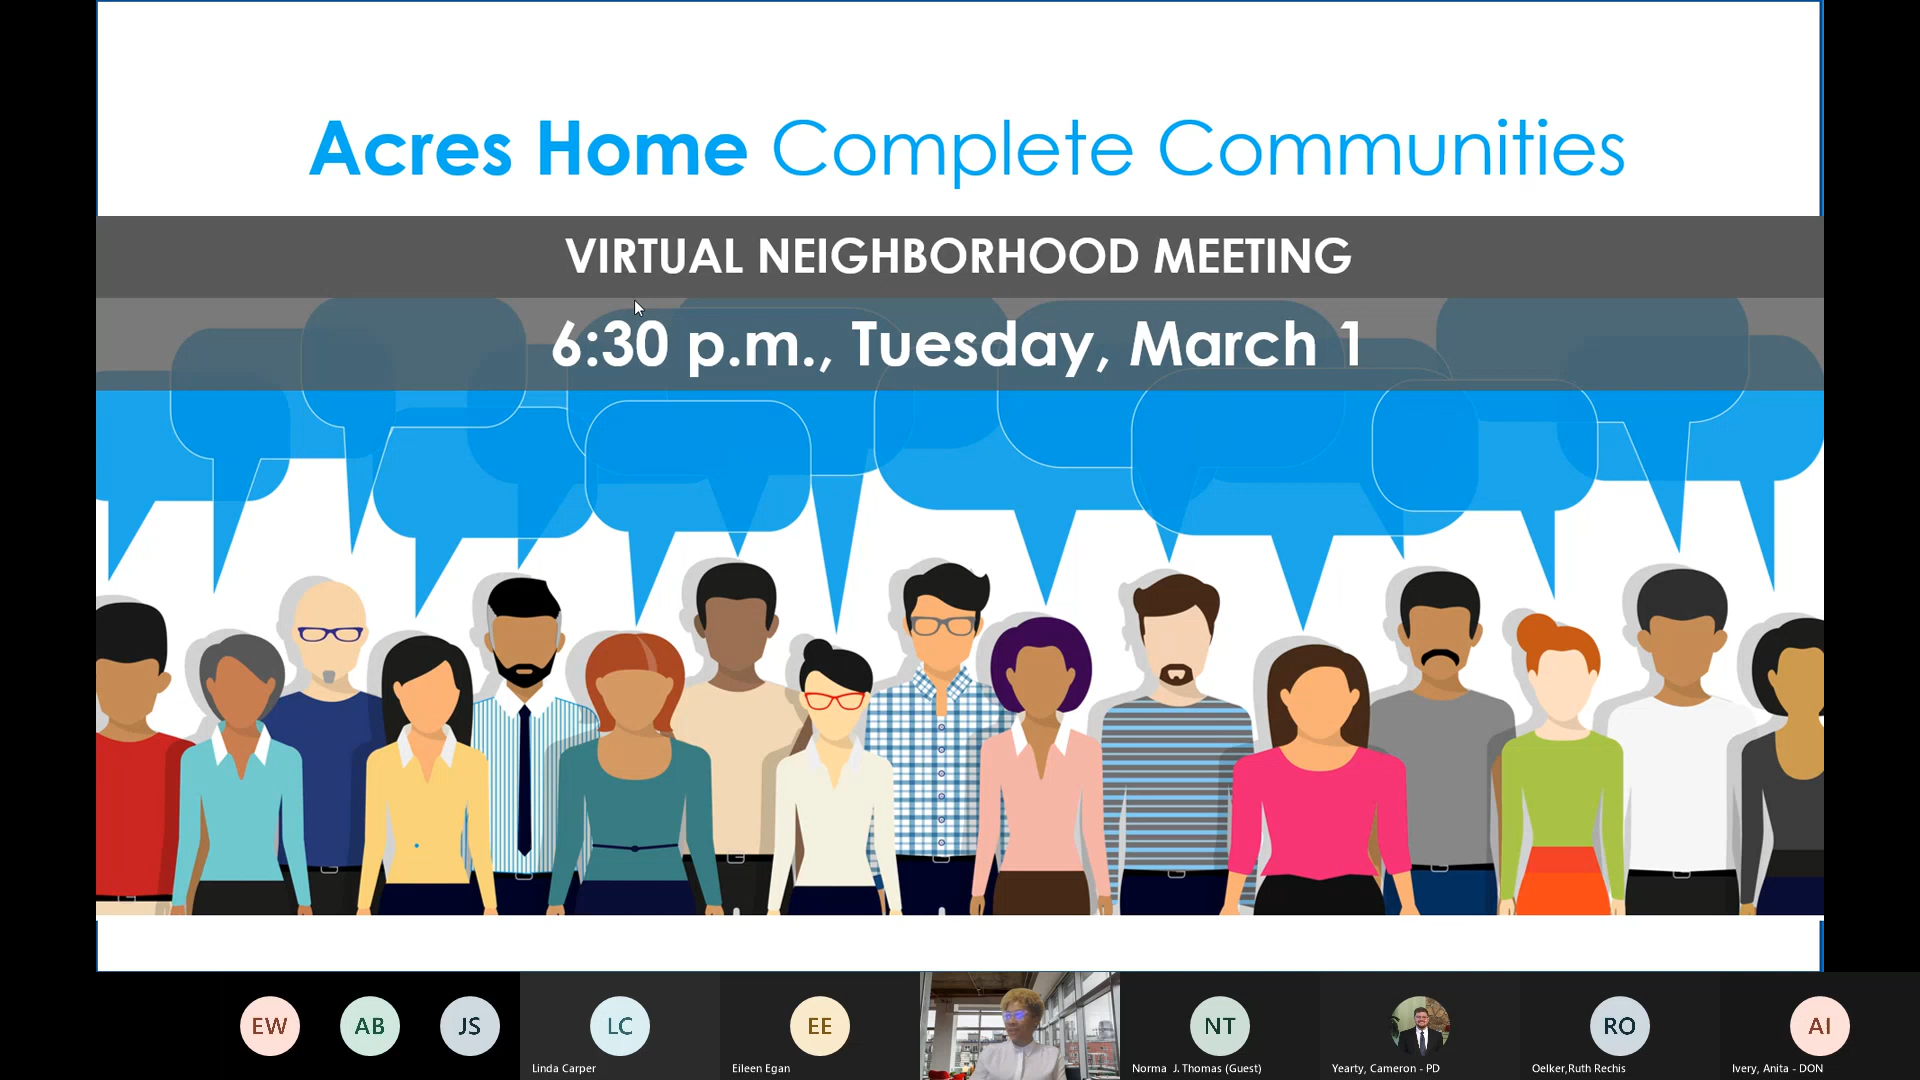 Acres Home Complete Communities
VIRTUAL NEIGHBORHOOD MEETING
6:30 p.m., Tuesday, March 1
EW
AB
JS
LC
EE
NT
RO
AI
Linda Carper
Eileen Egan
Norma J. Thomas (Guest)
Yearty, Cameron - PD
Oelker,Ruth Rechis
Ivery, Anita - DON